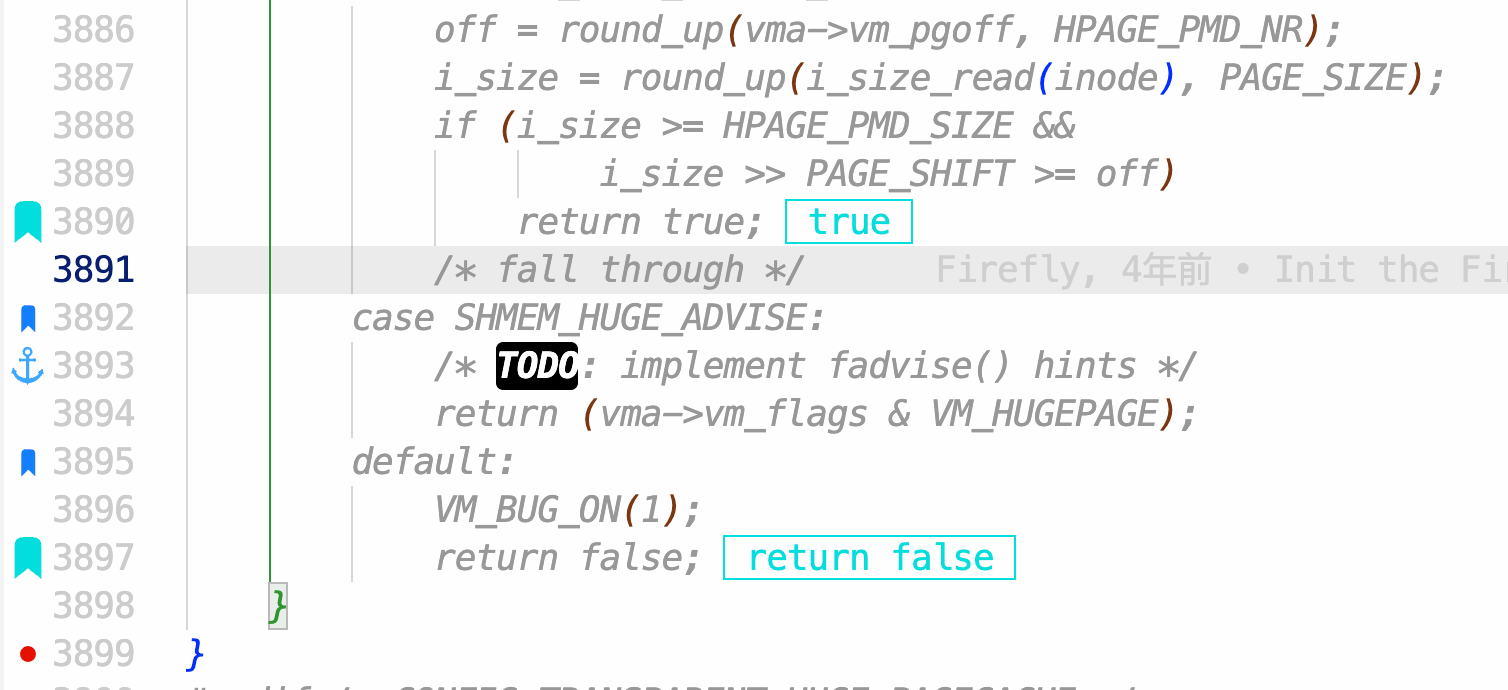 3886 off = round_up(vma->vm_pgoff, HPAGE_PMD_NR);
3887 i_size = round_up(i_size_read(inode), PAGE_SIZE);
3888 if (i_size >= HPAGE_PMD_SIZE &&
3889 i_size >> PAGE_SHIFT >= off)
3890 return true; true
3891 /* fall through */ Firefly, 4年前 • Init the Fi
3892 case SHMEM_HUGE_ADVISE:
3893 /* TODO: implement fadvise() hints */
3894 return (vma->vm_flags & VM_HUGEPAGE);
3895 default:
3896 VM_BUG_ON(1);
3897 return false; return false
3898 }
3899 }